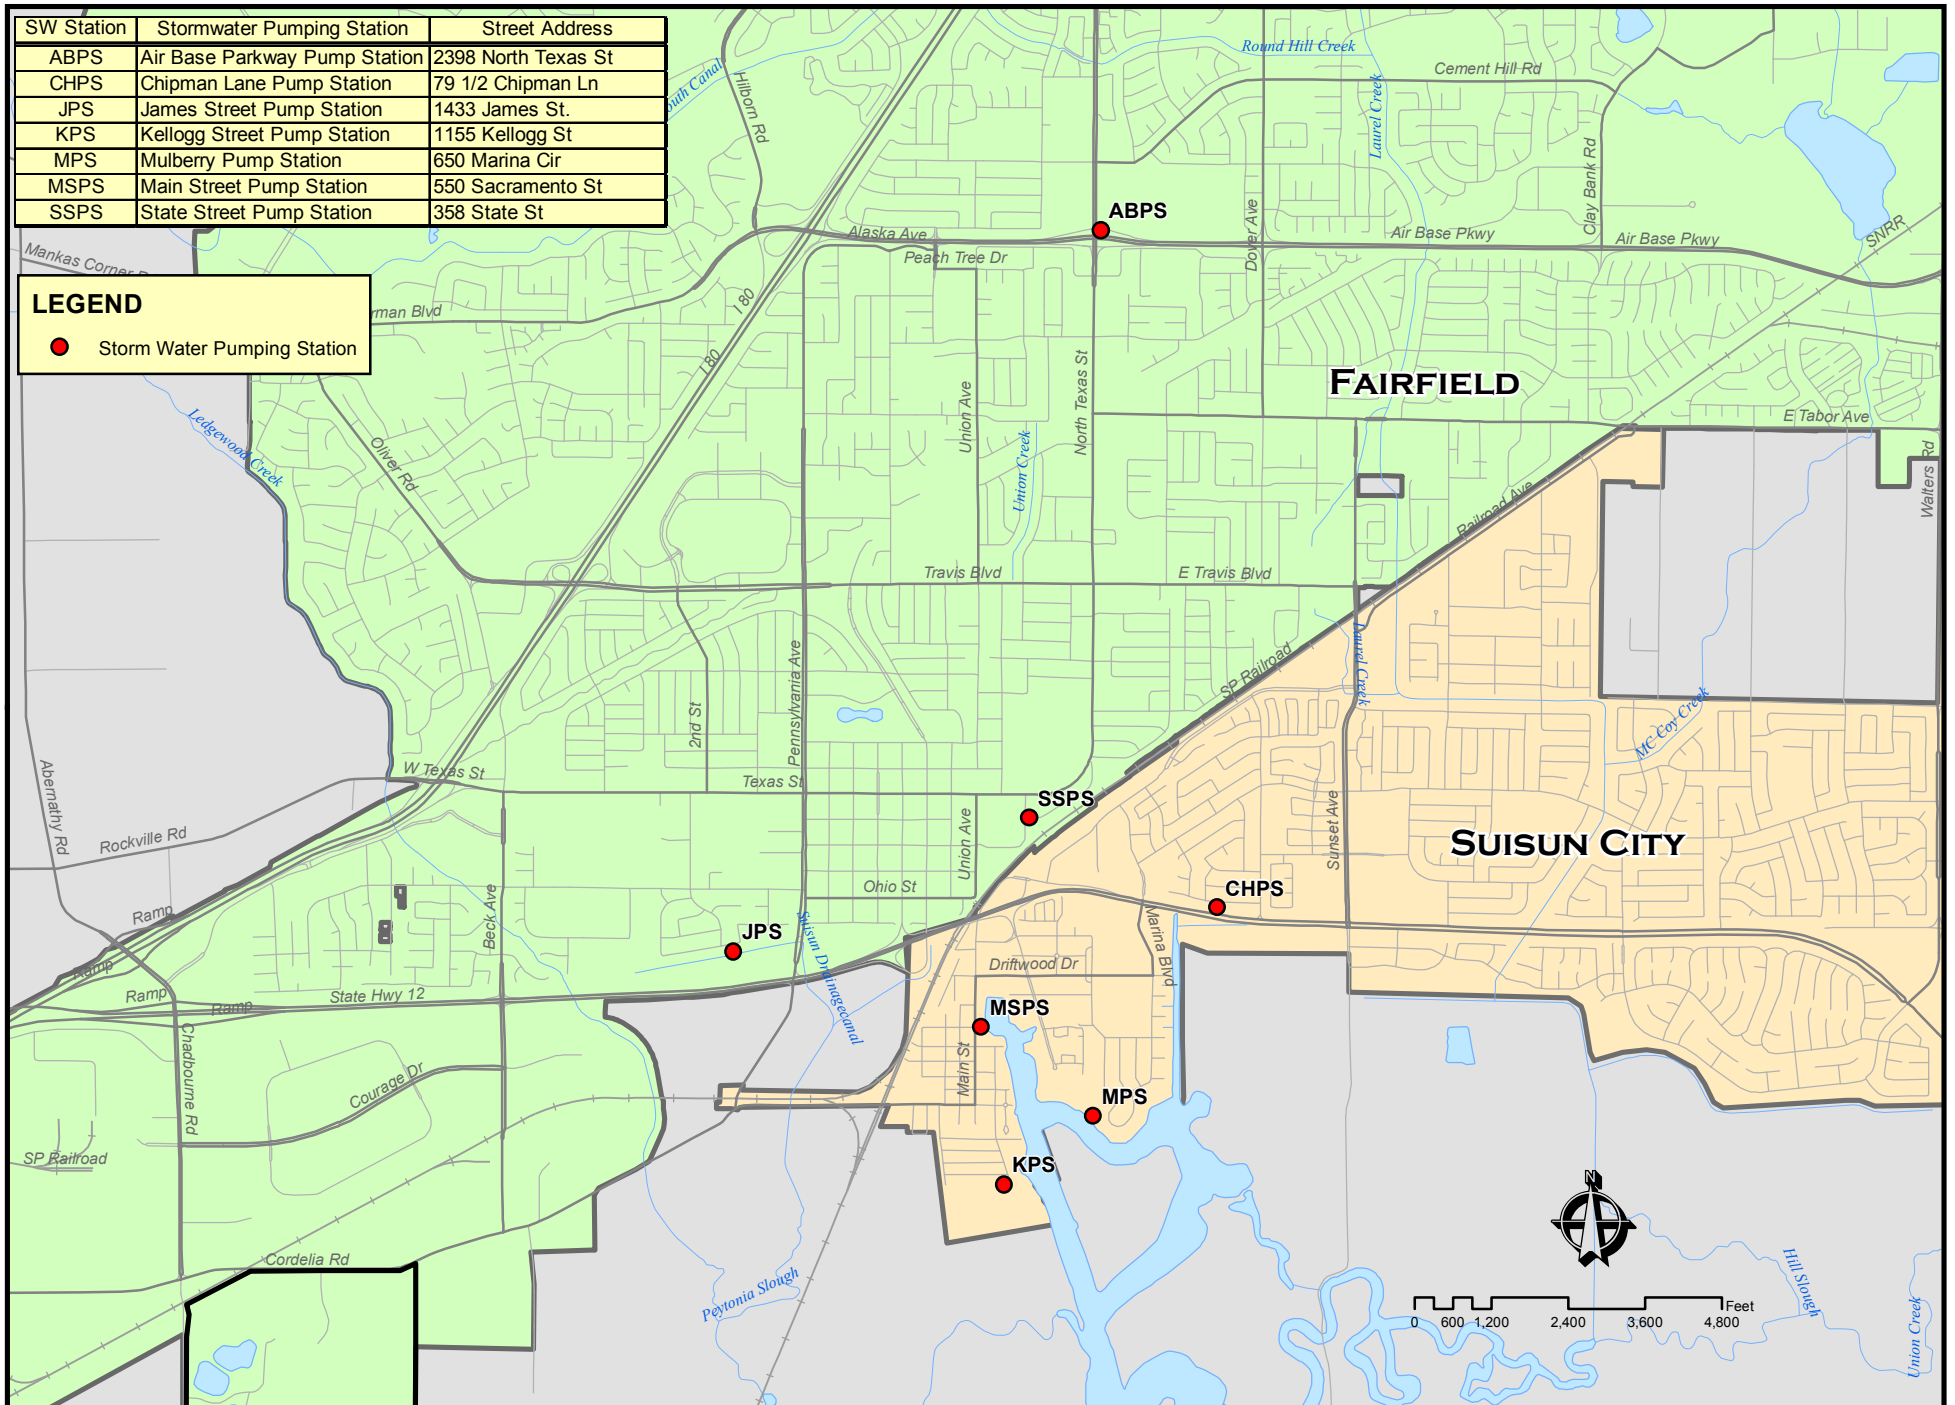 SW Station Stormwater Pumping Station Street Address
ABPS Air Base Parkway Pump Station 2398 North Texas St
CHPS Chipman Lane Pump Station 79 1/2 Chipman Ln
JPS James Street Pump Station 1433 James St.
KPS Kellogg Street Pump Station 1155 Kellogg St
MPS Mulberry Pump Station 650 Marina Cir
MSPS Main Street Pump Station 550 Sacramento St
SSPS State Street Pump Station 358 State St
LEGEND
Storm Water Pumping Station
Round Hill Creek
Cement Hill Rd
outh Canal
Hilborn Rd
Laurel Creek
Clay Bank Rd
Dover Ave
ABPS
Alaska Ave
Peach Tree Dr
Air Base Pkwy
Air Base Pkwy
SNRR
Mankas Corner
rman Blvd
I 80
I 80
FAIRFIELD
North Texas St
Union Ave
Union Creek
E Tabor Ave
Walters Rd
Ledgewood Creek
Oliver Rd
Railroad Ave
Travis Blvd
E Travis Blvd
Laurel Creek
SP Railroad
Pennsylvania Ave
2nd St
MC Coy Creek
W Texas St
Texas St
Abernathy Rd
Rockville Rd
SSPS
Union Ave
Sunset Ave
SUISUN CITY
Ohio St
CHPS
Beck Ave
Ramp
JPS
Suisun Drainagecanal
Marina Blvd
Driftwood Dr
Ramp
Ramp
Ramp
State Hwy 12
MSPS
Main St
Chadbourne Rd
Courage Dr
MPS
SP Railroad
KPS
N
Cordelia Rd
Peytonia Slough
Hill Slough
Union Creek
Feet
0 600 1,200 2,400 3,600 4,800